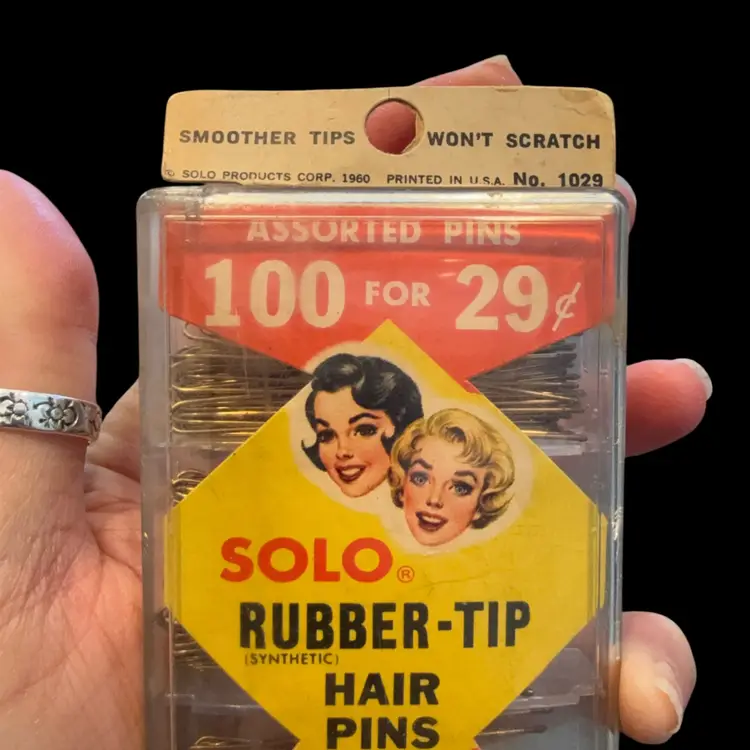 SMOOTHER TIPS WON'T SCRATCH
© SOLO PRODUCTS CORP. 1960 PRINTED IN U.S.A. No. 1029
ASSORTED PINS
100 FOR 29¢
SOLO®
RUBBER-TIP
(SYNTHETIC)
HAIR
PINS